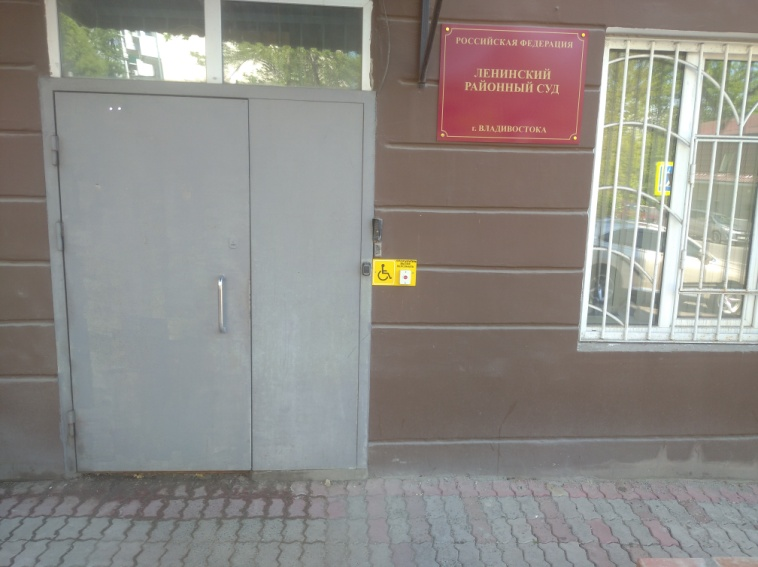 РОССИЙСКАЯ ФЕДЕРАЦИЯ
ЛЕНИНСКИЙ
РАЙОННЫЙ СУД
г. ВЛАДИВОСТОКА